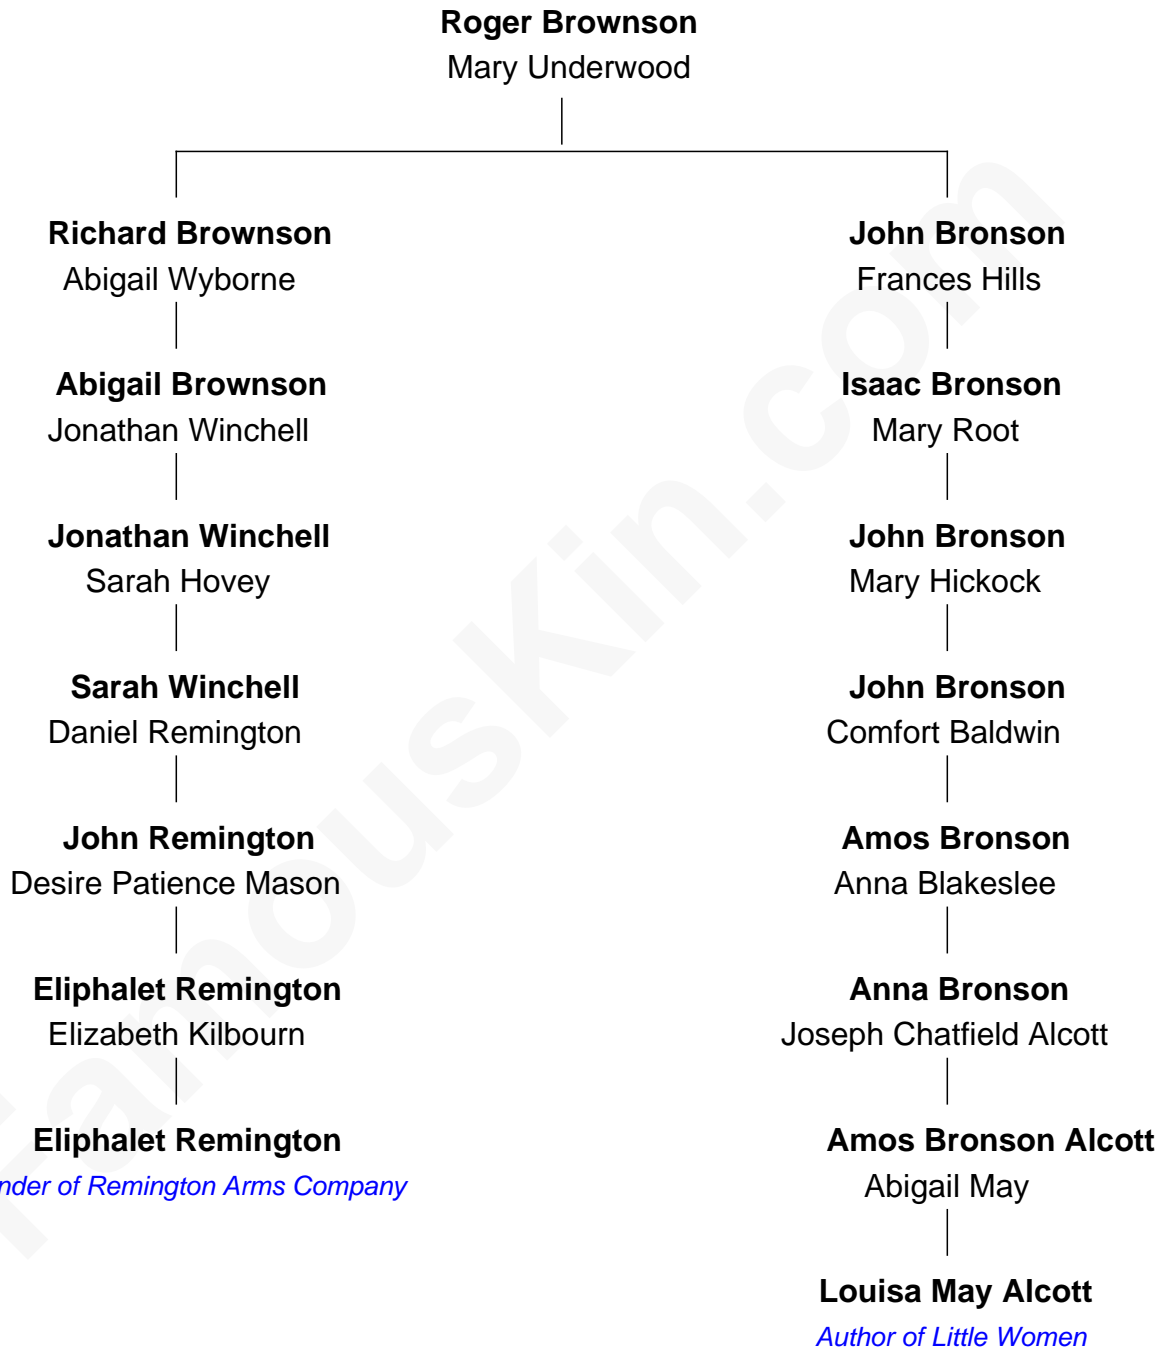 Roger Brownson
Mary Underwood
Richard Brownson
Abigail Wyborne
Abigail Brownson
Jonathan Winchell
Jonathan Winchell
Sarah Hovey
Sarah Winchell
Daniel Remington
John Remington
Desire Patience Mason
Eliphalet Remington
Elizabeth Kilbourn
Eliphalet Remington
nder of Remington Arms Company
John Bronson
Frances Hills
Isaac Bronson
Mary Root
John Bronson
Mary Hickock
John Bronson
Comfort Baldwin
Amos Bronson
Anna Blakeslee
Anna Bronson
Joseph Chatfield Alcott
Amos Bronson Alcott
Abigail May
Louisa May Alcott
Author of Little Women
FamousKin.com